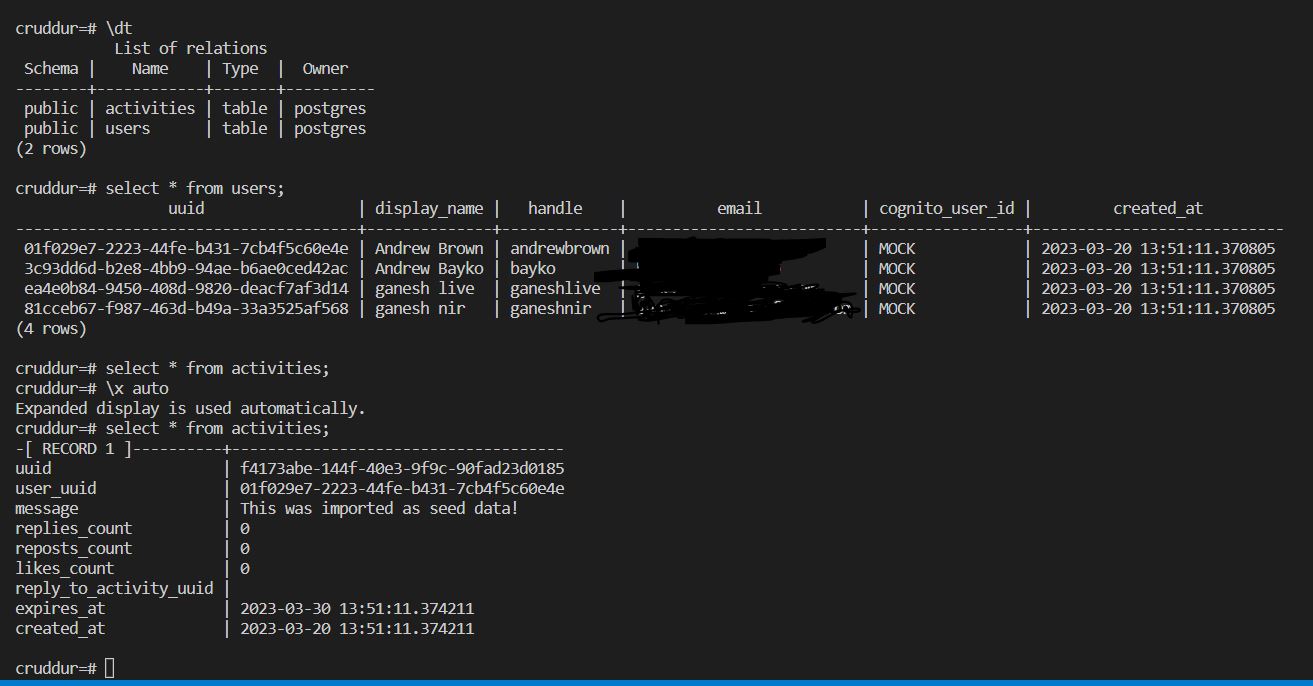 cruddur=# \dt
List of relations
Schema | Name | Type | Owner
--------+------------+-------+----------
public | activities | table | postgres
public | users | table | postgres
(2 rows)
cruddur=# select * from users;
uuid | display_name | handle | email | cognito_user_id | created_at
--------------------------------------+--------------+-------------+--------------------------+-----------------+----------------------------
01f029e7-2223-44fe-b431-7cb4f5c60e4e | Andrew Brown | andrewbrown | | MOCK | 2023-03-20 13:51:11.370805
3c93dd6d-b2e8-4bb9-94ae-b6ae0ced42ac | Andrew Bayko | bayko | | MOCK | 2023-03-20 13:51:11.370805
ea4e0b84-9450-408d-9820-deacf7af3d14 | ganesh live | ganeshlive | | MOCK | 2023-03-20 13:51:11.370805
81cceb67-f987-463d-b49a-33a3525af568 | ganesh nir | ganeshnir | | MOCK | 2023-03-20 13:51:11.370805
(4 rows)
cruddur=# select * from activities;
cruddur=# \x auto
Expanded display is used automatically.
cruddur=# select * from activities;
-[ RECORD 1 ]----------+-------------------------------------
uuid | f4173abe-144f-40e3-9f9c-90fad23d0185
user_uuid | 01f029e7-2223-44fe-b431-7cb4f5c60e4e
message | This was imported as seed data!
replies_count | 0
reposts_count | 0
likes_count | 0
reply_to_activity_uuid |
expires_at | 2023-03-30 13:51:11.374211
created_at | 2023-03-20 13:51:11.374211
cruddur=#